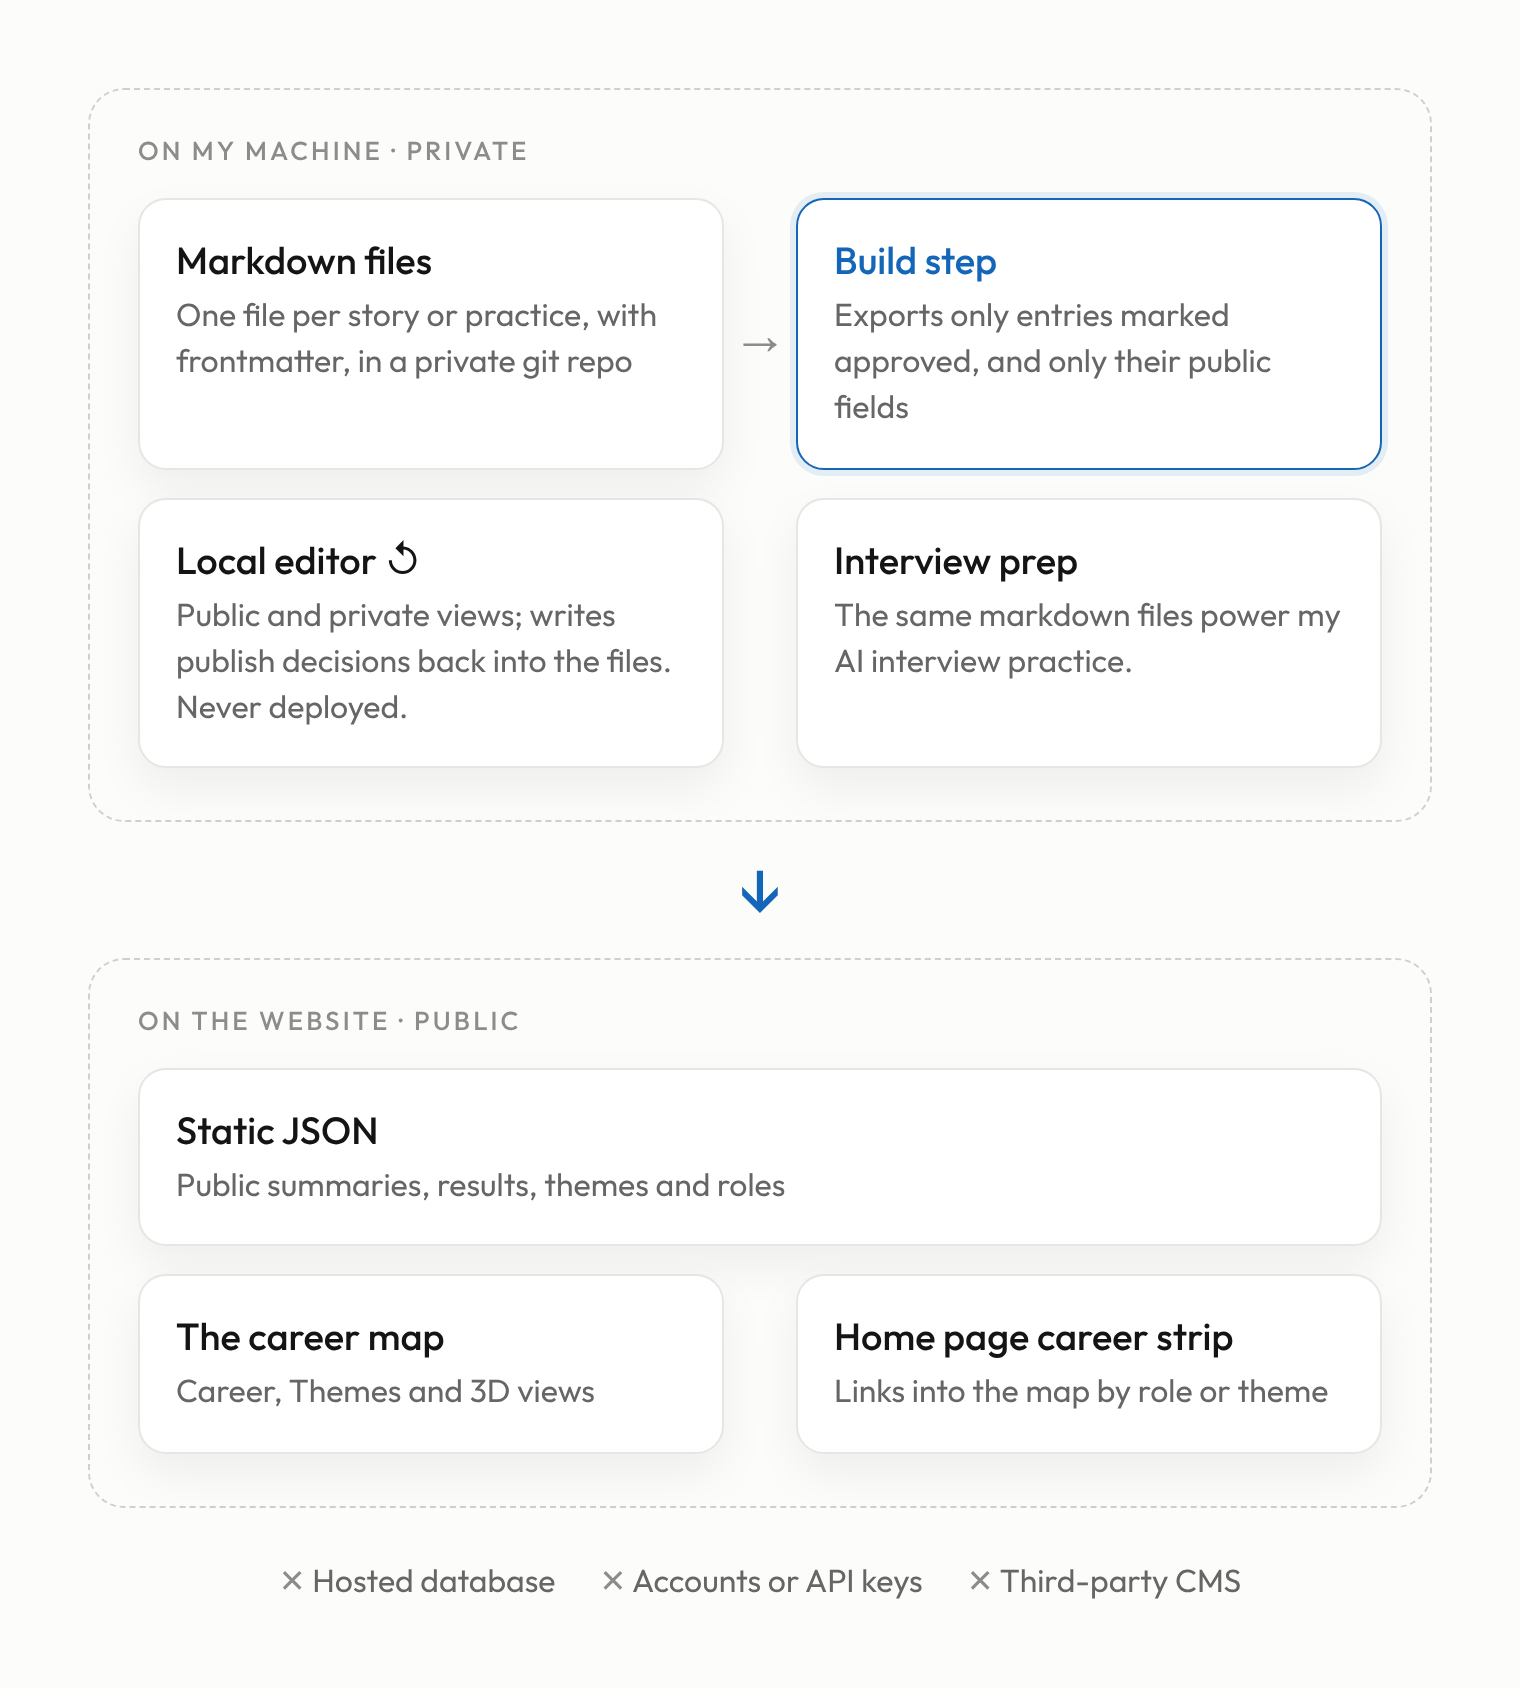 ON MY MACHINE · PRIVATE
Markdown files
One file per story or practice, with
frontmatter, in a private git repo
→
Build step
Exports only entries marked
approved, and only their public
fields
Local editor ↺
Public and private views; writes
publish decisions back into the files.
Never deployed.
Interview prep
The same markdown files power my
AI interview practice.
↓
ON THE WEBSITE · PUBLIC
Static JSON
Public summaries, results, themes and roles
The career map
Career, Themes and 3D views
Home page career strip
Links into the map by role or theme
✕ Hosted database ✕ Accounts or API keys ✕ Third-party CMS